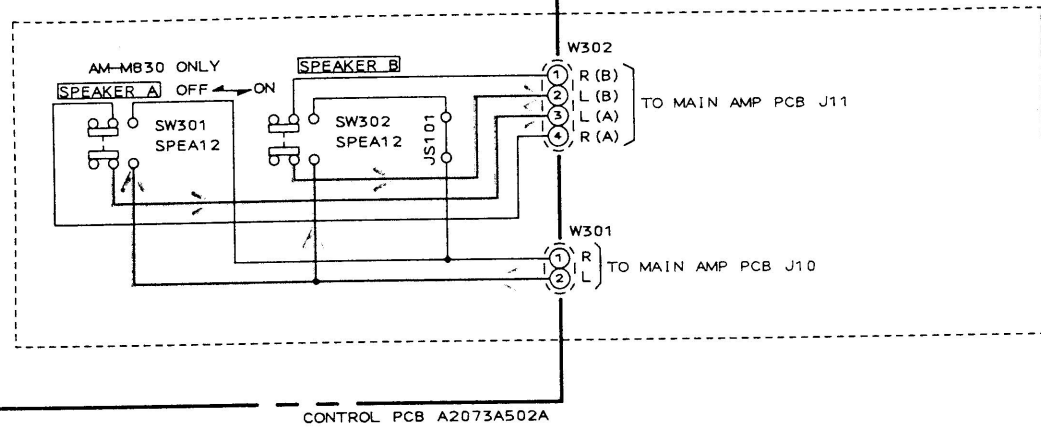 W302
AM-MB30 ONLY
SPEAKER B
SPEAKER A OFF ON
1 R (B)
2 L (B)
3 L (A)
4 R (A)
TO MAIN AMP PCB J11
SW301
SPEA12
SW302
SPEA12
JS101
W301
1 R
2 L
TO MAIN AMP PCB J10
CONTROL PCB A2073A502A